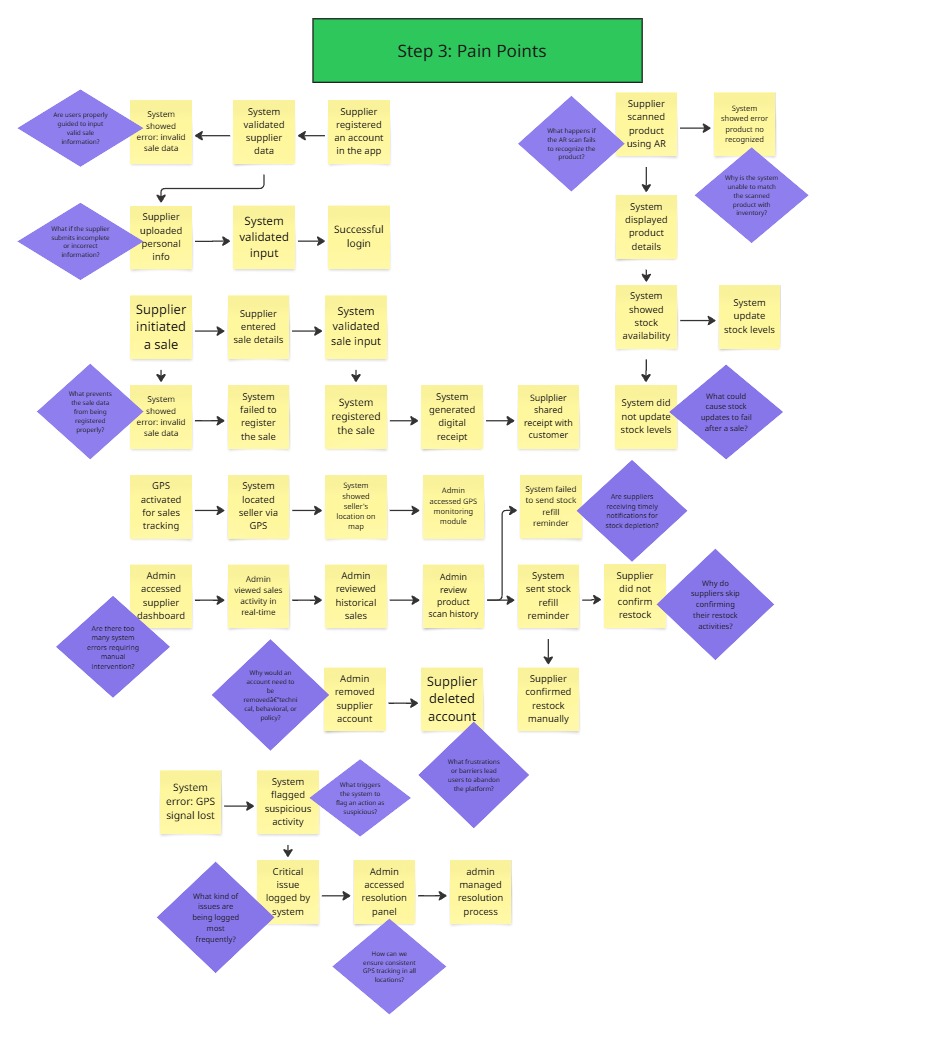 Step 3: Pain Points
Are users properly
guided to input
valid sale
information?
System
showed
error: invalid
sale data
System
validated
supplier
data
Supplier
registered
an account
in the app
What happens if
the AR scan fails
to recognize the
product?
Supplier
scanned
product
using AR
System
showed error
product no
recognized
Why is the system
unable to match
the scanned
product with
inventory?
What if the supplier
submits incomplete
or incorrect
information?
Supplier
uploaded
personal
info
System
validated
input
Successful
login
System
displayed
product
details
Supplier
initiated
a sale
Supplier
entered
sale details
System
validated
sale input
System
showed
stock
availability
System
update
stock levels
What prevents
the sale data
from being
registered
properly?
System
showed
error: invalid
sale data
System
failed to
register
the sale
System
registered
the sale
System
generated
digital
receipt
Suplplier
shared
receipt with
customer
System did
not update
stock levels
What could
cause stock
updates to fail
after a sale?
GPS
activated
for sales
tracking
System
located
seller via
GPS
System
showed
seller's
location on
map
Admin
accessed GPS
monitoring
module
System failed
to send stock
refill
reminder
Are suppliers
receiving timely
notifications for
stock depletion?
Admin
accessed
supplier
dashboard
Admin
viewed sales
activity in
real-time
Admin
reviewed
historical
sales
Admin
review
product
scan history
System
sent stock
refill
reminder
Supplier
did not
confirm
restock
Why do
suppliers skip
confirming
their restock
activities?
Are there too
many system
errors requiring
manual
intervention?
Why would an
account need to
be
removedâ€"techni
cal, behavioral, or
policy?
Admin
removed
supplier
account
Supplier
deleted
account
Supplier
confirmed
restock
manually
What frustrations
or barriers lead
users to abandon
the platform?
System
error: GPS
signal lost
System
flagged
suspicious
activity
What triggers
the system to
flag an action as
suspicious?
What kind of
issues are
being logged
most
frequently?
Critical
issue
logged by
system
Admin
accessed
resolution
panel
admin
managed
resolution
process
How can we
ensure consistent
GPS tracking in all
locations?